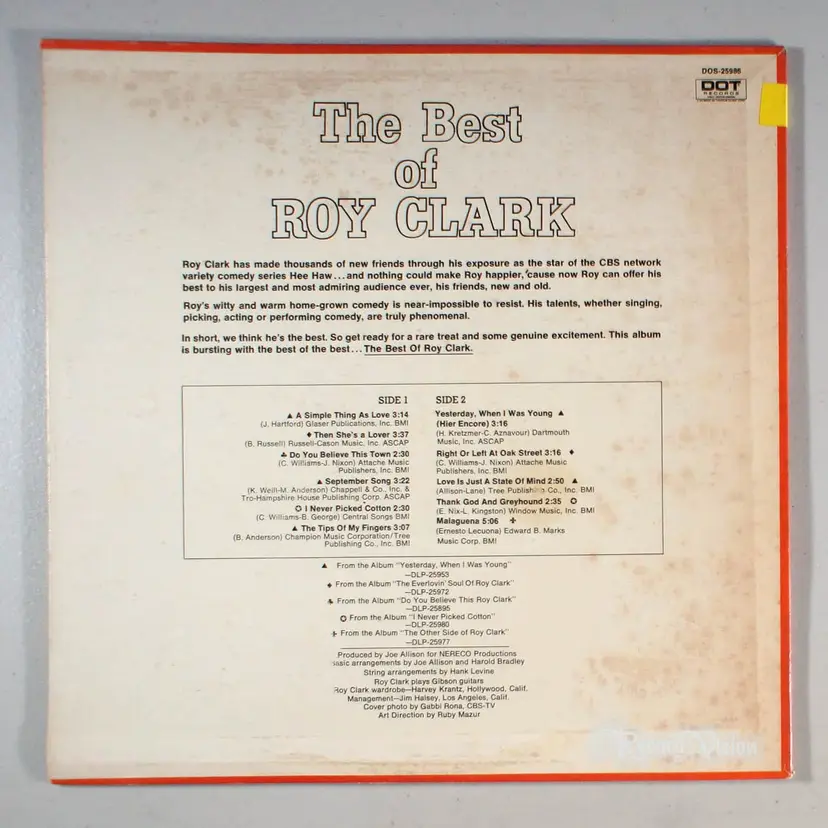 DOS-25986
DOT
RECORDS
The Best
of
ROY CLARK
Roy Clark has made thousands of new friends through his exposure as the star of the CBS network
variety comedy series Hee Haw...and nothing could make Roy happier, 'cause now Roy can offer his
best to his largest and most admiring audience ever, his friends, new and old.
Roy's witty and warm home-grown comedy is near-impossible to resist. His talents, whether singing,
picking, acting or performing comedy, are truly phenomenal.
In short, we think he's the best. So get ready for a rare treat and some genuine excitement. This album
is bursting with the best of the best...The Best Of Roy Clark.
SIDE 1
▲ A Simple Thing As Love 3:14
(J. Hartford) Glaser Publications, Inc. BMI
♦ Then She's a Lover 3:37
(B. Russell) Russell-Cason Music, Inc. ASCAP
♣ Do You Believe This Town 2:30
(C. Williams-J. Nixon) Attache Music
Publishers, Inc. BMI
▲ September Song 3:22
(K. Weill-M. Anderson) Chappell & Co., Inc. &
Tro-Hampshire House Publishing Corp. ASCAP
✪ I Never Picked Cotton 2:30
(C. Williams-B. George) Central Songs BMI
▲ The Tips Of My Fingers 3:07
(B. Anderson) Champion Music Corporation/Tree
Publishing Co., Inc. BMI
SIDE 2
Yesterday, When I Was Young ▲
(Hier Encore) 3:16
(H. Kretzmer-C. Aznavour) Dartmouth
Music, Inc. ASCAP
Right Or Left At Oak Street 3:16 ♦
(C. Williams-J. Nixon) Attache Music
Publishers, Inc. BMI
Love Is Just A State Of Mind 2:50 ▲
(Allison-Lane) Tree Publishing Co., Inc. BMI
Thank God And Greyhound 2:35 ✪
(E. Nix-L. Kingston) Window Music, Inc. BMI
Malaguena 5:06 ✢
(Ernesto Lecuona) Edward B. Marks
Music Corp. BMI
▲ From the Album "Yesterday, When I Was Young"
—DLP-25953
♦ From the Album "The Everlovin' Soul Of Roy Clark"
—DLP-25972
♣ From the Album "Do You Believe This Roy Clark"
—DLP-25895
✪ From the Album "I Never Picked Cotton"
—DLP-25980
✢ From the Album "The Other Side of Roy Clark"
—DLP-25977
Produced by Joe Allison for NERECO Productions
Music arrangements by Joe Allison and Harold Bradley
String arrangements by Hank Levine
Roy Clark plays Gibson guitars
Roy Clark wardrobe—Harvey Krantz, Hollywood, Calif.
Management—Jim Halsey, Los Angeles, Calif.
Cover photo by Gabbi Rona, CBS-TV
Art Direction by Ruby Mazur